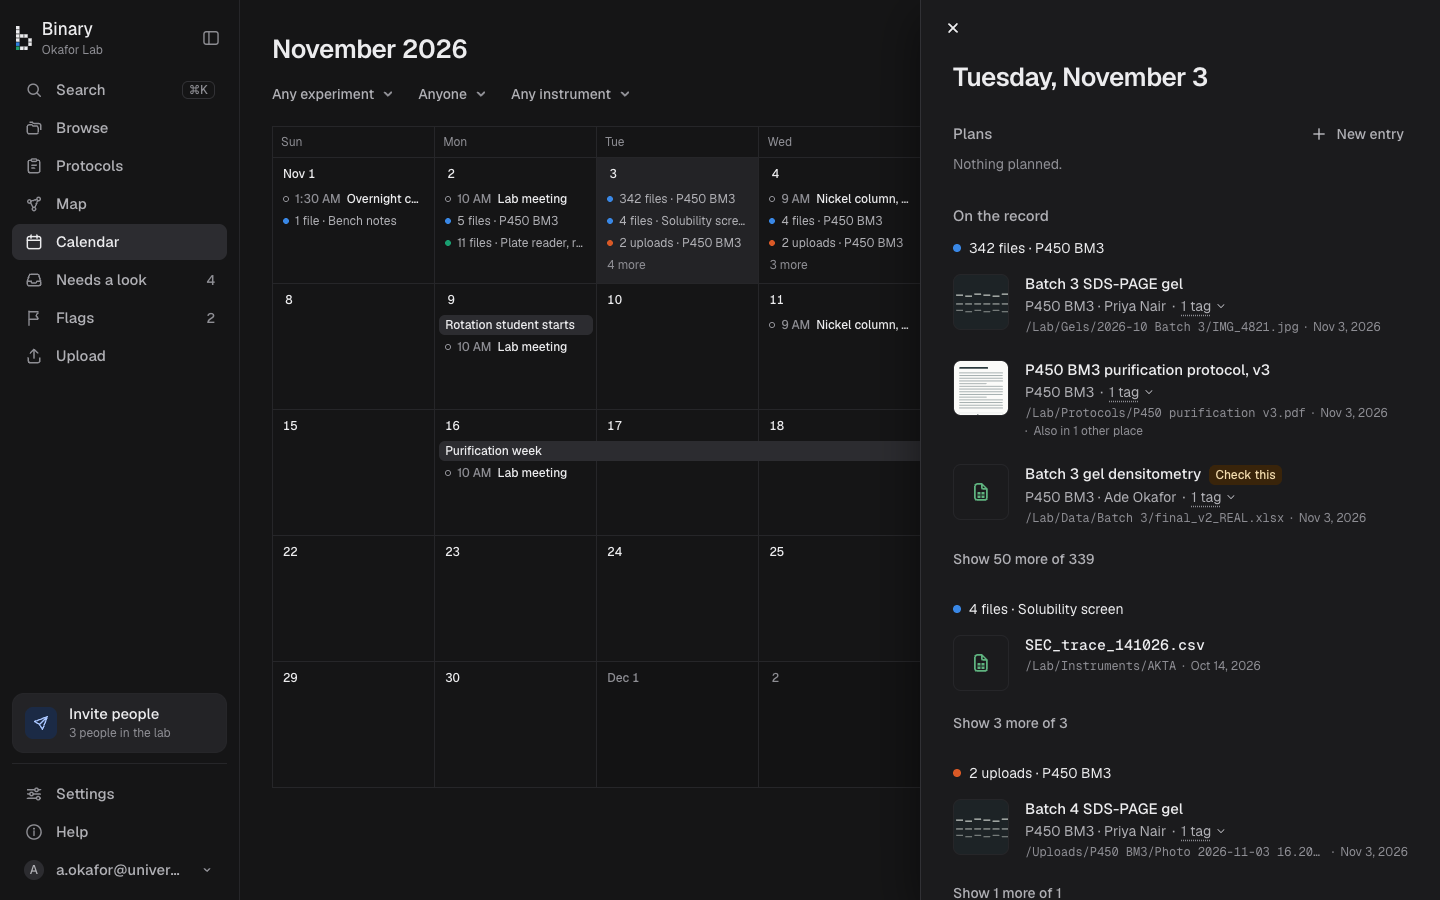 Binary
Okafor Lab
Search ⌘K
Browse
Protocols
Map
Calendar
Needs a look 4
Flags 2
Upload
Invite people
3 people in the lab
Settings
Help
A a.okafor@univer...
November 2026
Any experiment Anyone Any instrument
Sun Mon Tue Wed
Nov 1
1:30 AM Overnight c...
1 file · Bench notes
2
10 AM Lab meeting
5 files · P450 BM3
11 files · Plate reader, r...
3
342 files · P450 BM3
4 files · Solubility scre...
2 uploads · P450 BM3
4 more
4
9 AM Nickel column, ...
4 files · P450 BM3
2 uploads · P450 BM3
3 more
8
9
Rotation student starts
10 AM Lab meeting
10
11
9 AM Nickel column, ...
15
16
Purification week
10 AM Lab meeting
17
18
22
23
24
25
29
30
Dec 1
2
Tuesday, November 3
Plans
New entry
Nothing planned.
On the record
342 files · P450 BM3
Batch 3 SDS-PAGE gel
P450 BM3 · Priya Nair · 1 tag
/Lab/Gels/2026-10 Batch 3/IMG_4821.jpg · Nov 3, 2026
P450 BM3 purification protocol, v3
P450 BM3 · 1 tag
/Lab/Protocols/P450 purification v3.pdf · Nov 3, 2026
· Also in 1 other place
Batch 3 gel densitometry Check this
P450 BM3 · Ade Okafor · 1 tag
/Lab/Data/Batch 3/final_v2_REAL.xlsx · Nov 3, 2026
Show 50 more of 339
4 files · Solubility screen
SEC_trace_141026.csv
/Lab/Instruments/AKTA · Oct 14, 2026
Show 3 more of 3
2 uploads · P450 BM3
Batch 4 SDS-PAGE gel
P450 BM3 · Priya Nair · 1 tag
/Uploads/P450 BM3/Photo 2026-11-03 16.20... · Nov 3, 2026
Show 1 more of 1